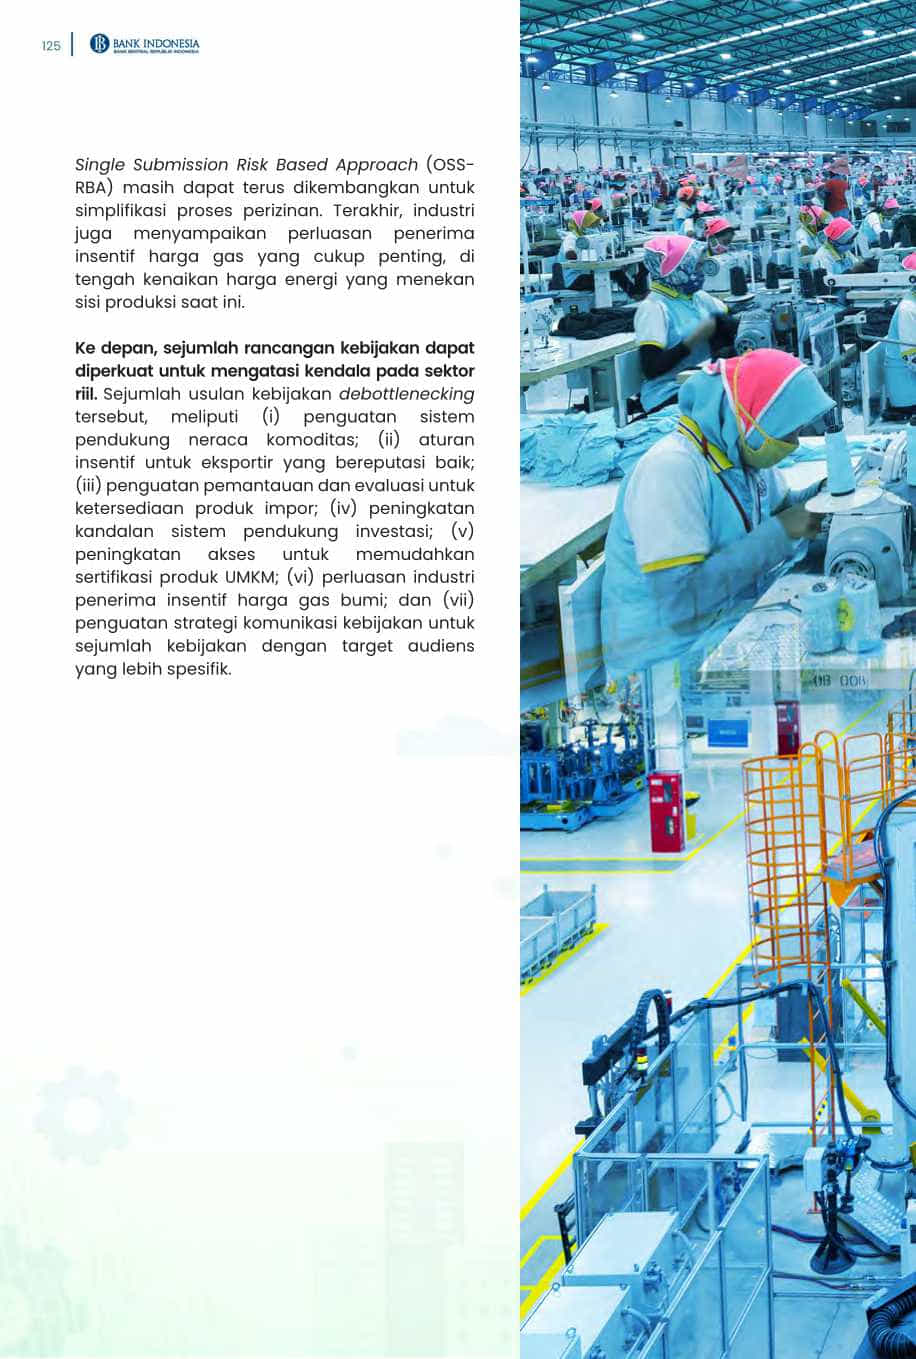 125
BANK INDONESIA
BANK SENTRAL REPUBLIK INDONESIA
Single Submission Risk Based Approach (OSS-
RBA) masih dapat terus dikembangkan untuk
simplifikasi proses perizinan. Terakhir, industri
juga menyampaikan perluasan penerima
insentif harga gas yang cukup penting, di
tengah kenaikan harga energi yang menekan
sisi produksi saat ini.
Ke depan, sejumlah rancangan kebijakan dapat
diperkuat untuk mengatasi kendala pada sektor
riil. Sejumlah usulan kebijakan debottlenecking
tersebut, meliputi (i) penguatan sistem
pendukung neraca komoditas; (ii) aturan
insentif untuk eksportir yang bereputasi baik;
(iii) penguatan pemantauan dan evaluasi untuk
ketersediaan produk impor; (iv) peningkatan
kandalan sistem pendukung investasi; (v)
peningkatan akses untuk memudahkan
sertifikasi produk UMKM; (vi) perluasan industri
penerima insentif harga gas bumi; dan (vii)
penguatan strategi komunikasi kebijakan untuk
sejumlah kebijakan dengan target audiens
yang lebih spesifik.